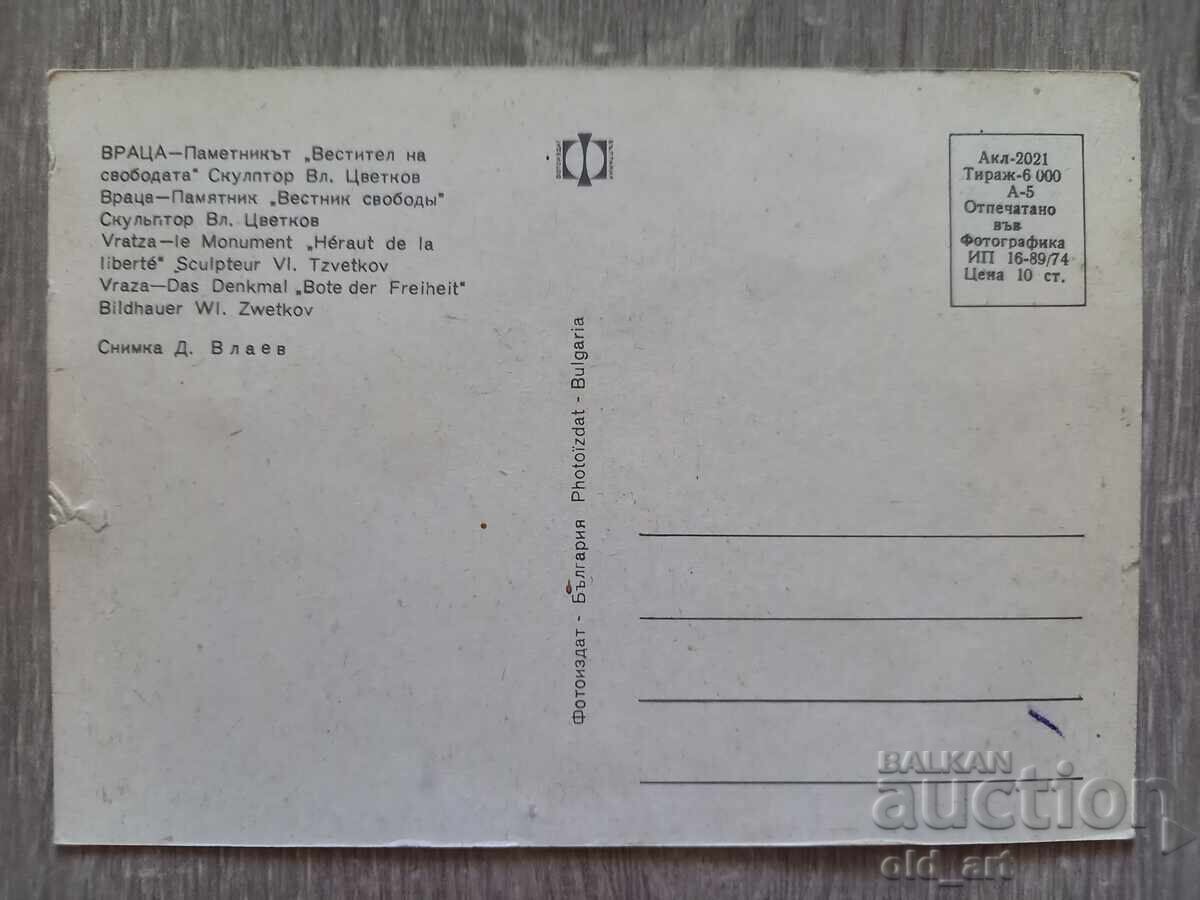 ВРАЦА—Паметникът „Вестител на
свободата“ Скулптор Вл. Цветков
Враца—Памятник „Вестник свободы“
Скульптор Вл. Цветков
Vratza—le Monument „Héraut de la
liberté“ Sculpteur Vl. Tzvetkov
Vraza—Das Denkmal „Bote der Freiheit“
Bildhauer Wl. Zwetkov
Снимка Д. Влаев
Фотоиздат - България Photoïzdat - Bulgaria
Акл-2021
Тираж-6 000
А-5
Отпечатано
във
Фотографика
ИП 16-89/74
Цена 10 ст.
BALKAN
auction
old_art